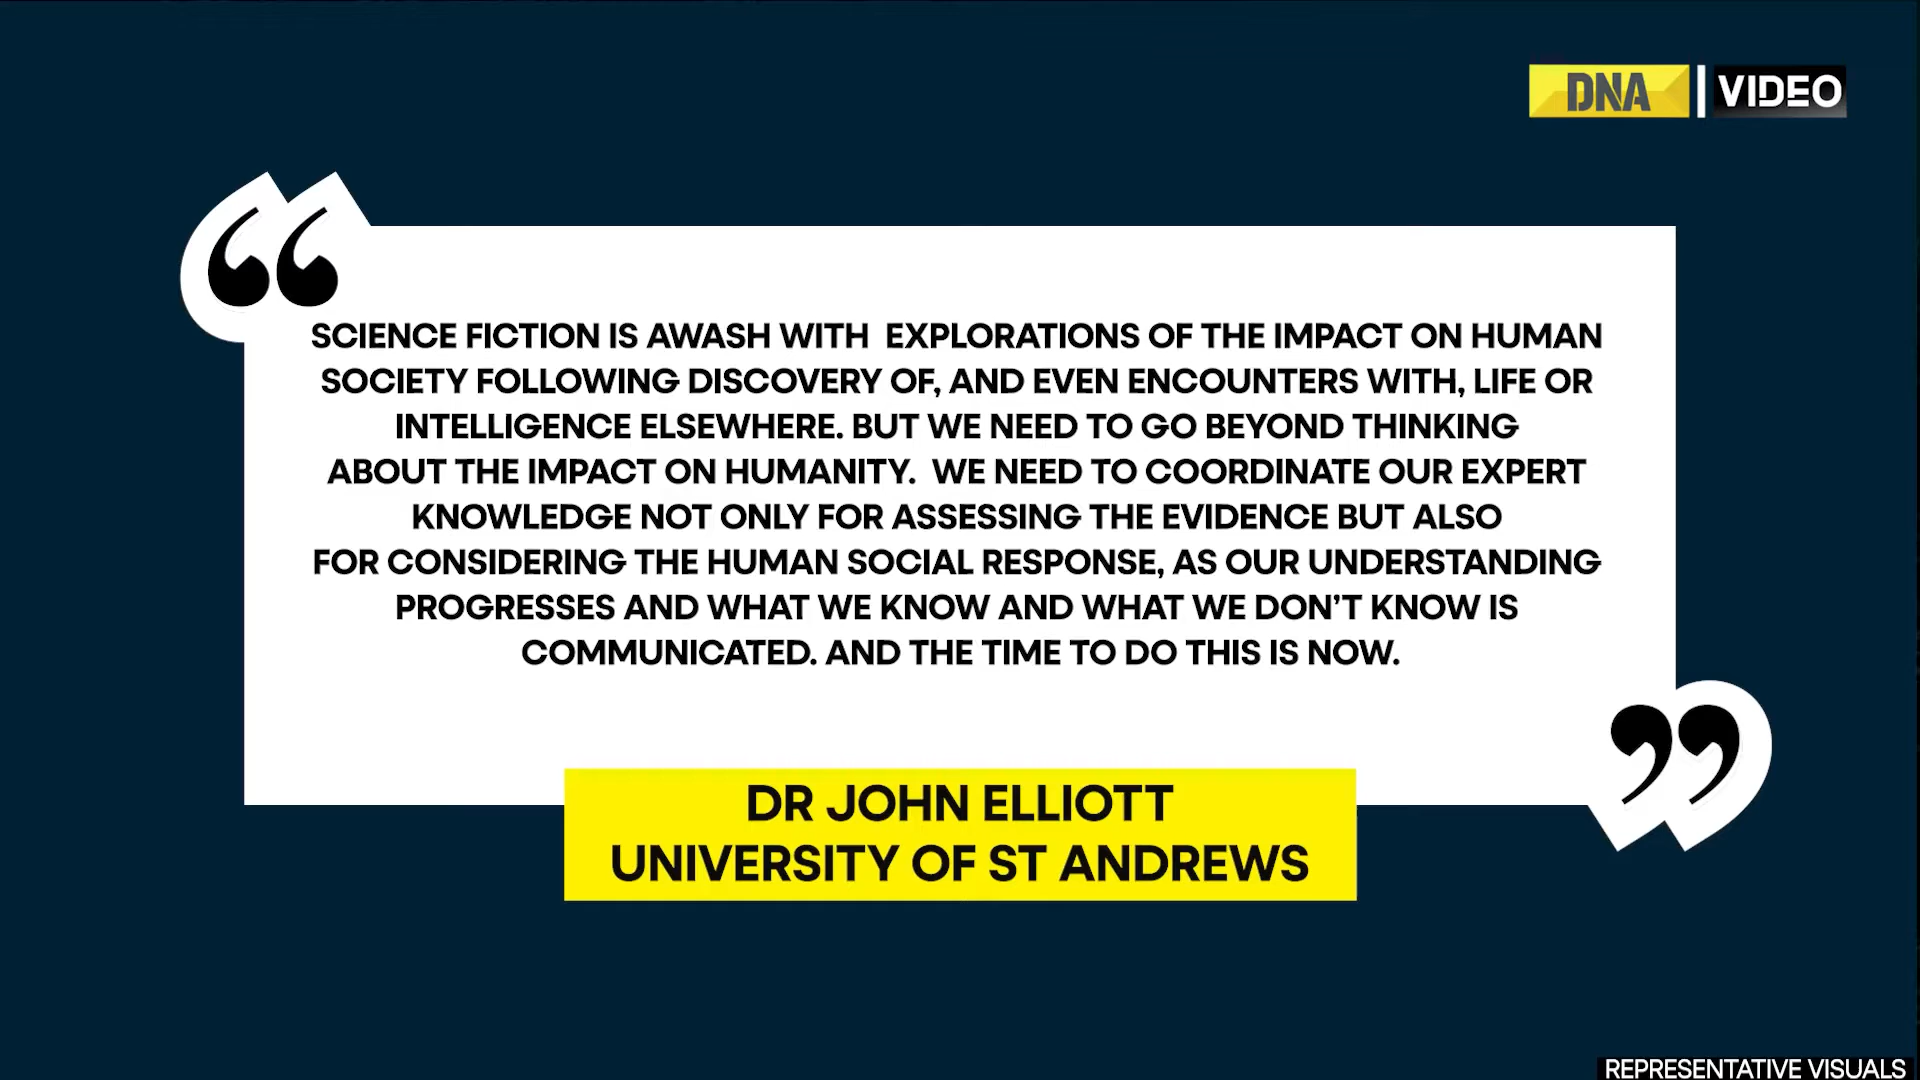 DNA VIDEO
SCIENCE FICTION IS AWASH WITH EXPLORATIONS OF THE IMPACT ON HUMAN
SOCIETY FOLLOWING DISCOVERY OF, AND EVEN ENCOUNTERS WITH, LIFE OR
INTELLIGENCE ELSEWHERE. BUT WE NEED TO GO BEYOND THINKING
ABOUT THE IMPACT ON HUMANITY. WE NEED TO COORDINATE OUR EXPERT
KNOWLEDGE NOT ONLY FOR ASSESSING THE EVIDENCE BUT ALSO
FOR CONSIDERING THE HUMAN SOCIAL RESPONSE, AS OUR UNDERSTANDING
PROGRESSES AND WHAT WE KNOW AND WHAT WE DON’T KNOW IS
COMMUNICATED. AND THE TIME TO DO THIS IS NOW.
DR JOHN ELLIOTT
UNIVERSITY OF ST ANDREWS
REPRESENTATIVE VISUALS